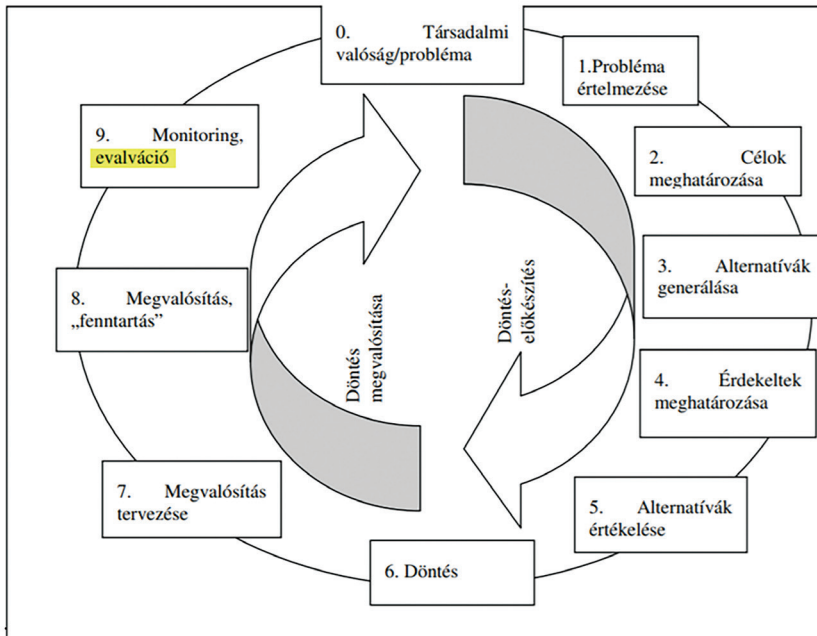 0. Társadalmi
valóság/probléma
1.Probléma
értelmezése
2. Célok
meghatározása
3. Alternatívák
generálása
4. Érdekeltek
meghatározása
5. Alternatívák
értékelése
6. Döntés
7. Megvalósítás
tervezése
8. Megvalósítás,
„fenntartás”
9. Monitoring,
evalváció
Döntés
megvalósítása
Döntés-
előkészítés